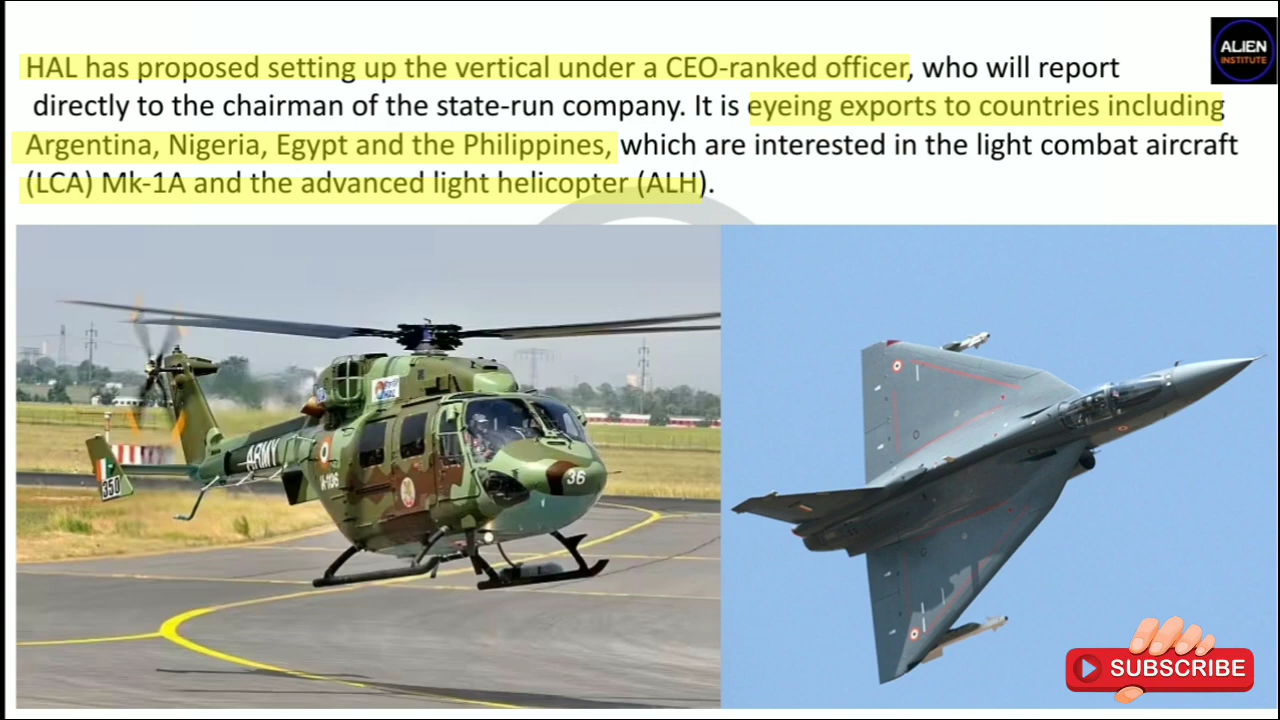 HAL has proposed setting up the vertical under a CEO-ranked officer, who will report
directly to the chairman of the state-run company. It is eyeing exports to countries including
Argentina, Nigeria, Egypt and the Philippines, which are interested in the light combat aircraft
(LCA) Mk-1A and the advanced light helicopter (ALH).
ALIEN
INSTITUTE
ARMY
350
36
SUBSCRIBE